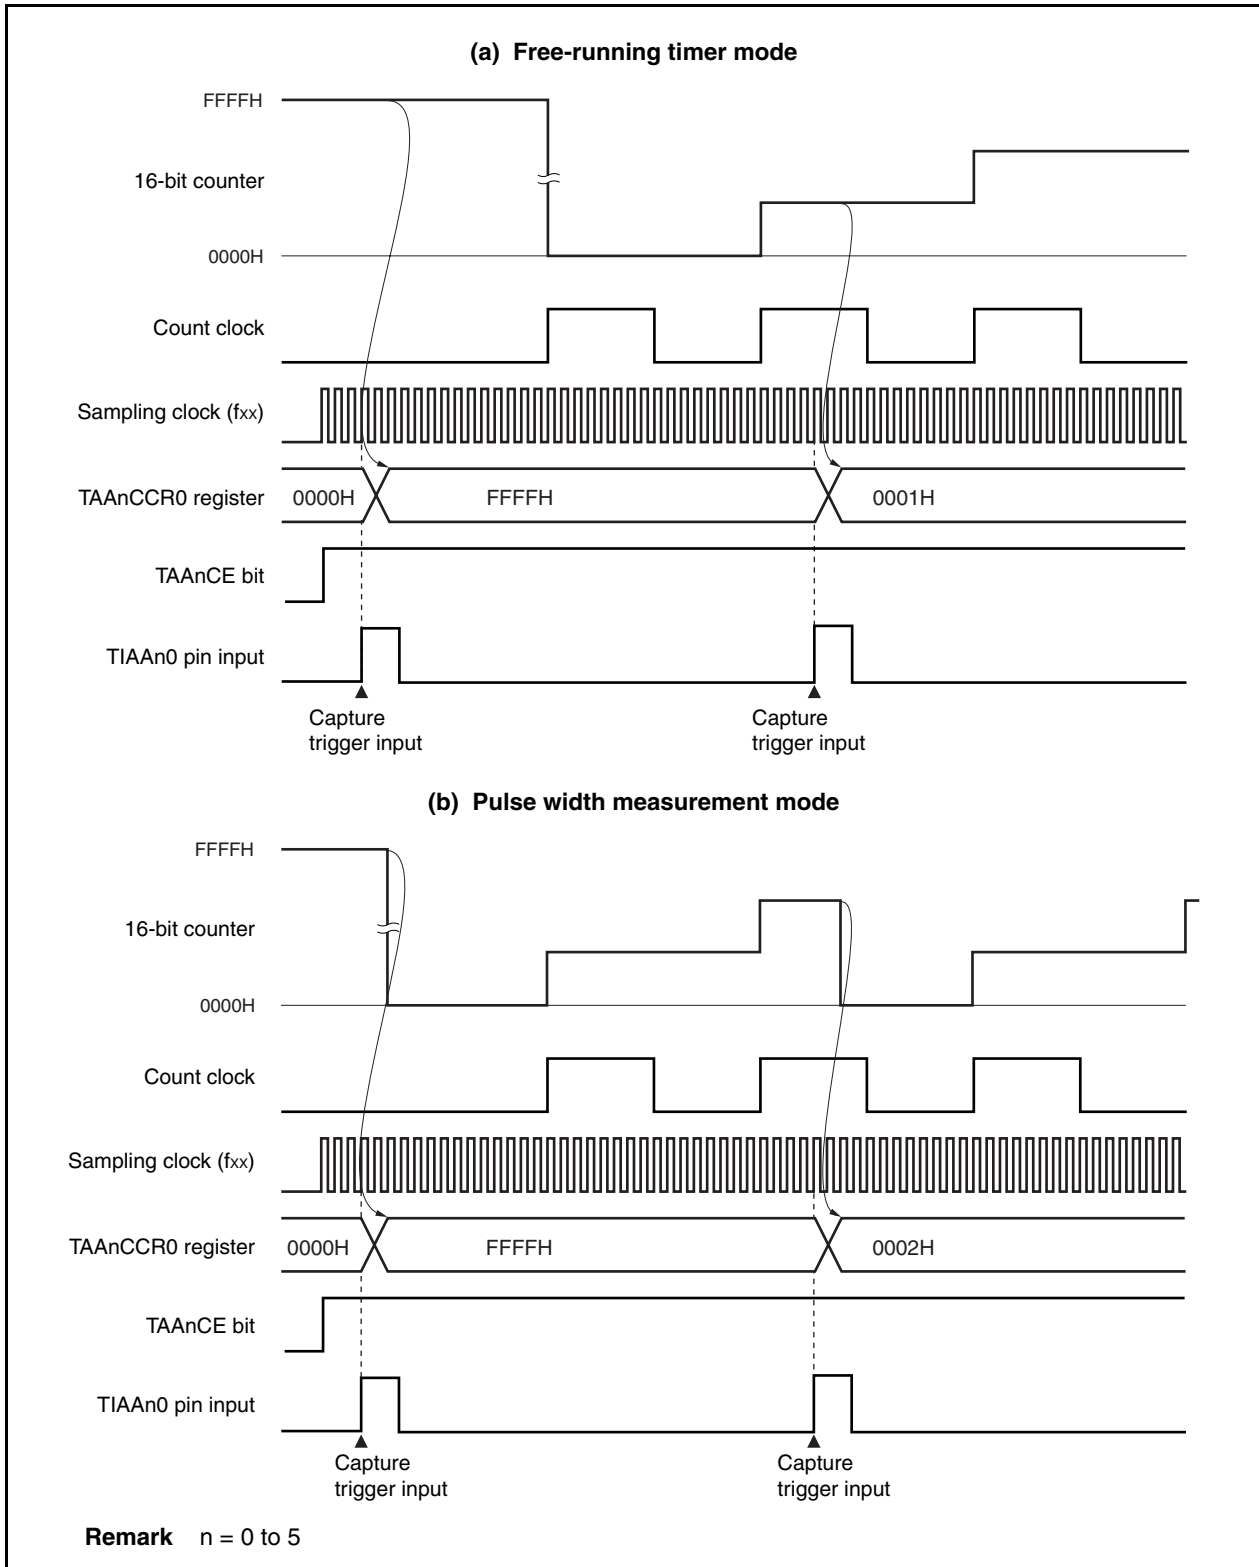 (a) Free-running timer mode
FFFFH
16-bit counter
0000H
Count clock
Sampling clock (fxx)
TAAnCCR0 register 0000H FFFFH 0001H
TAAnCE bit
TIAAn0 pin input
Capture Capture
trigger input trigger input
(b) Pulse width measurement mode
FFFFH
16-bit counter
0000H
Count clock
Sampling clock (fxx)
TAAnCCR0 register 0000H FFFFH 0002H
TAAnCE bit
TIAAn0 pin input
Capture Capture
trigger input trigger input
Remark n = 0 to 5